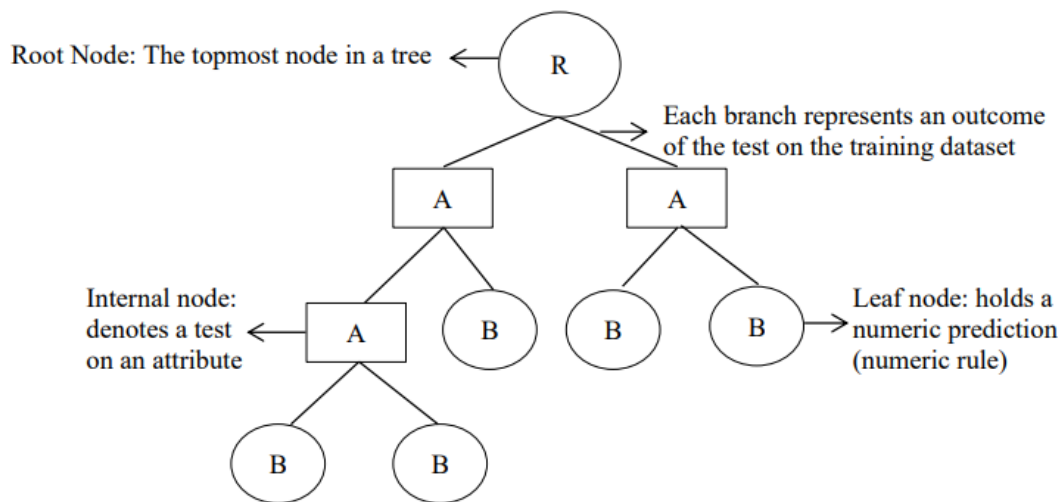 Root Node: The topmost node in a tree
R
Each branch represents an outcome
of the test on the training dataset
A
A
Internal node:
denotes a test
on an attribute
A
B
B
B
Leaf node: holds a
numeric prediction
(numeric rule)
B
B